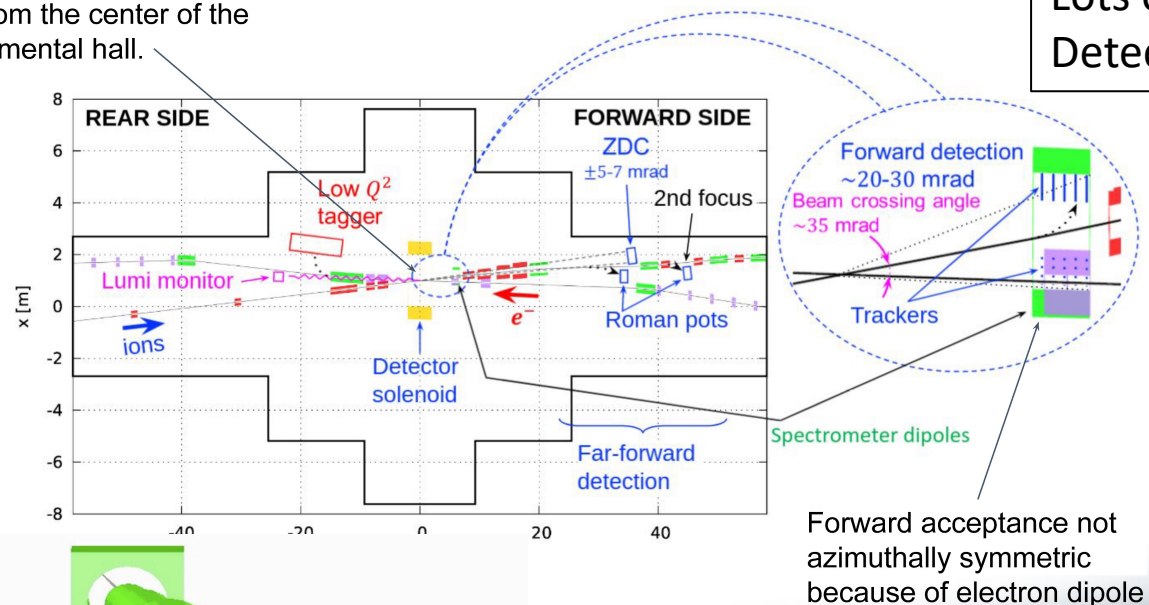 om the center of the
mental hall.
Lots
Detec
REAR SIDE
FORWARD SIDE
ZDC
±5-7 mrad
2nd focus
Low Q²
tagger
Lumi monitor
ions
e⁻
Roman pots
Detector
solenoid
Far-forward
detection
x [m]
8
6
4
2
0
-2
-4
-6
-8
-40
-20
0
20
40
Forward detection
~20-30 mrad
Beam crossing angle
~35 mrad
Trackers
Spectrometer dipoles
Forward acceptance not
azimuthally symmetric
because of electron dipole